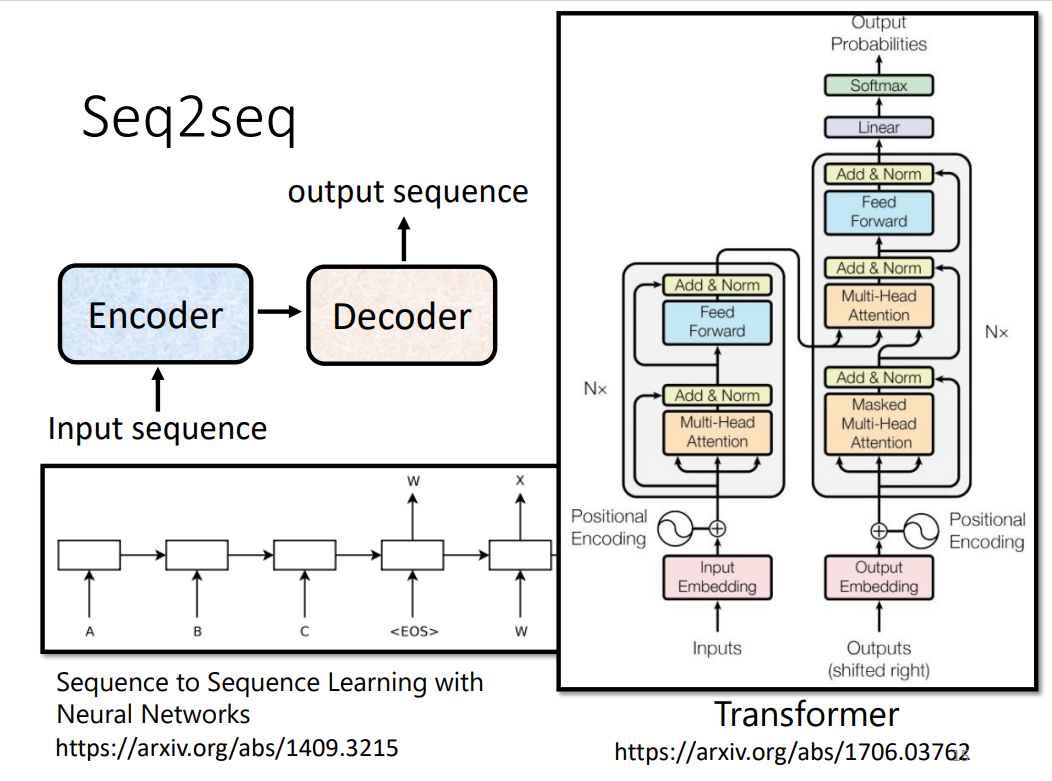 Seq2seq
output sequence
Encoder
Decoder
Input sequence
W
X
A
B
C
<EOS>
W
Sequence to Sequence Learning with
Neural Networks
https://arxiv.org/abs/1409.3215
Output
Probabilities
Softmax
Linear
Add & Norm
Feed
Forward
Add & Norm
Multi-Head
Attention
Add & Norm
Masked
Multi-Head
Attention
N×
Add & Norm
Feed
Forward
Add & Norm
Multi-Head
Attention
N×
Positional
Encoding
Positional
Encoding
Input
Embedding
Output
Embedding
Inputs
Outputs
(shifted right)
Transformer
https://arxiv.org/abs/1706.03762